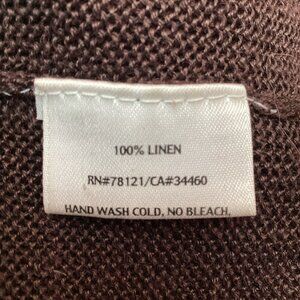 100% LINEN
RN#78121/CA#34460
HAND WASH COLD, NO BLEACH,